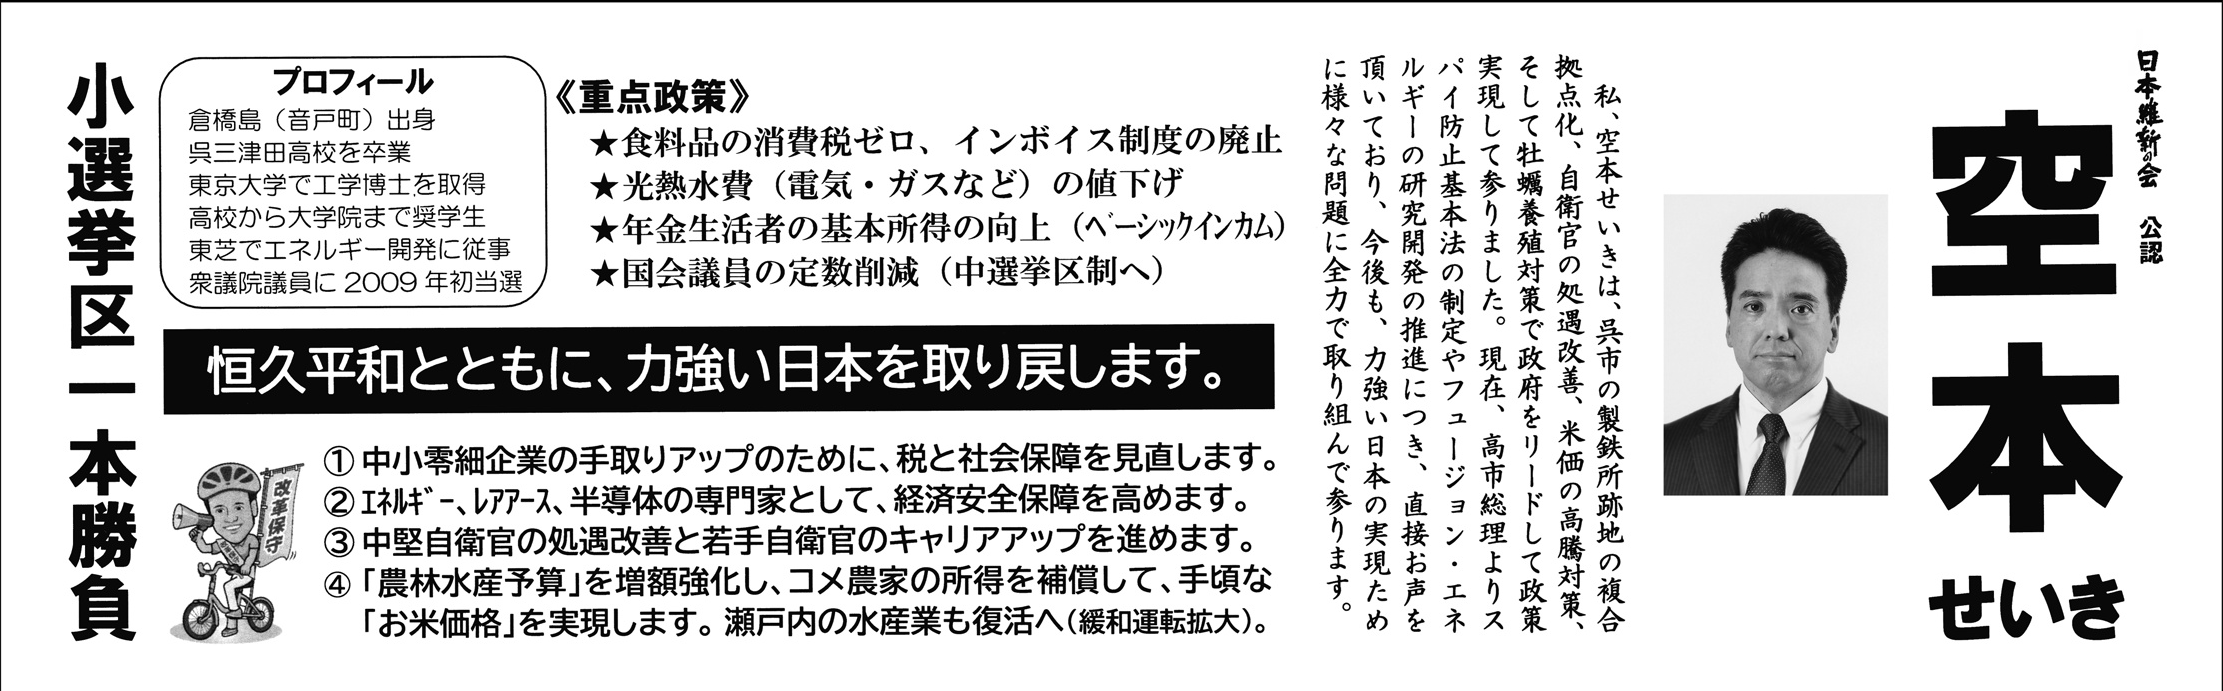 日本維新の会 公認
空本せいき
私、空本せいきは、呉市の製鉄所跡地の複合
拠点化、自衛官の処遇改善、米価の高騰対策、
そして牡蠣養殖対策で政府をリードして政策
実現して参りました。現在、高市総理よりス
パイ防止基本法の制定やフュージョン・エネ
ルギーの研究開発の推進につき、直接お声を
頂いており、今後も、力強い日本の実現ため
に様々な問題に全力で取り組んで参ります。
《重点政策》
★食料品の消費税ゼロ、インボイス制度の廃止
★光熱水費（電気・ガスなど）の値下げ
★年金生活者の基本所得の向上（ベーシックインカム）
★国会議員の定数削減（中選挙区制へ）
プロフィール
倉橋島（音戸町）出身
呉三津田高校を卒業
東京大学で工学博士を取得
高校から大学院まで奨学生
東芝でエネルギー開発に従事
衆議院議員に2009年初当選
恒久平和とともに、力強い日本を取り戻します。
①中小零細企業の手取りアップのために、税と社会保障を見直します。
②ｴﾈﾙｷﾞｰ、ﾚｱｱｰｽ、半導体の専門家として、経済安全保障を高めます。
③中堅自衛官の処遇改善と若手自衛官のキャリアアップを進めます。
④「農林水産予算」を増額強化し、コメ農家の所得を補償して、手頃な
「お米価格」を実現します。瀬戸内の水産業も復活へ（緩和運転拡大）。
改革保守
小選挙区一本勝負